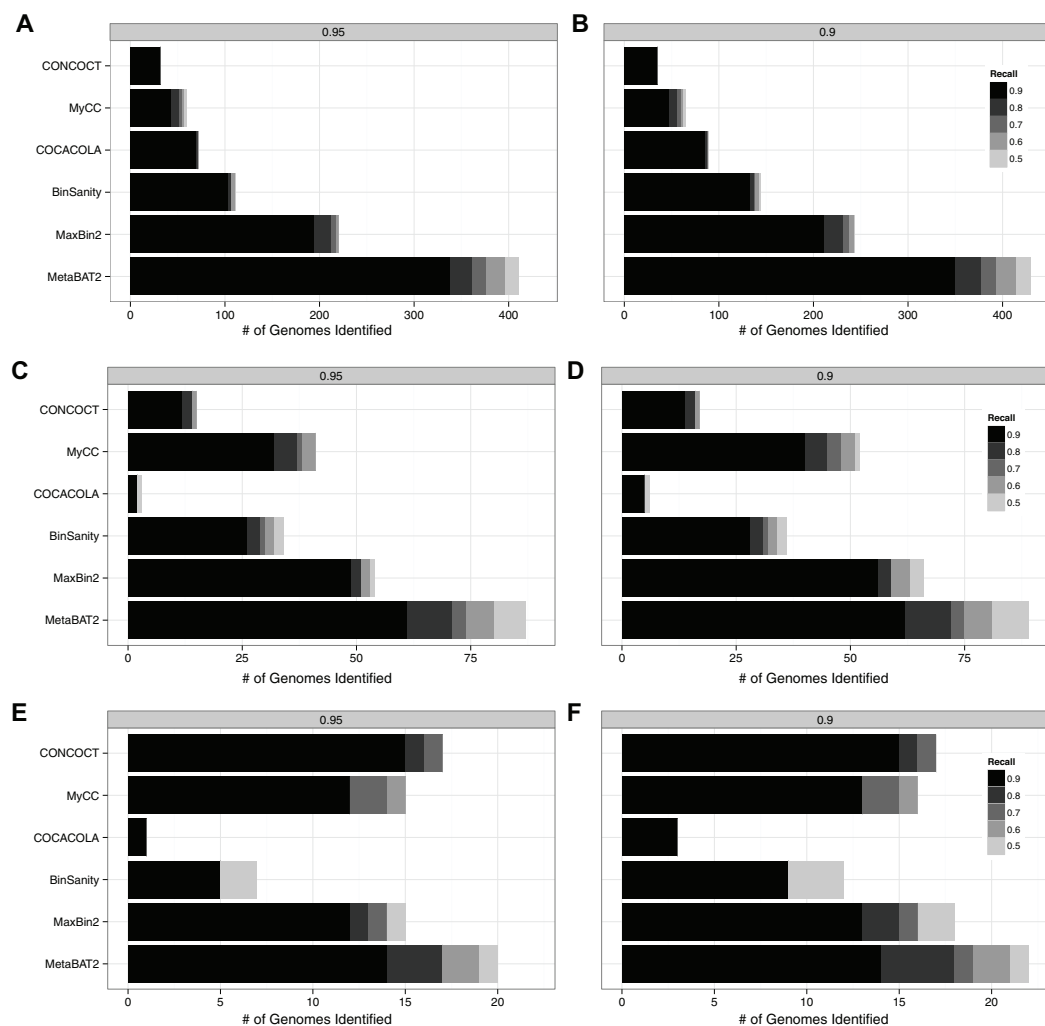 A
0.95
CONCOCT
MyCC
COCACOLA
BinSanity
MaxBin2
MetaBAT2
0 100 200 300 400
# of Genomes Identified
B
0.9
Recall
0.9
0.8
0.7
0.6
0.5
0 100 200 300 400
# of Genomes Identified
C
0.95
CONCOCT
MyCC
COCACOLA
BinSanity
MaxBin2
MetaBAT2
0 25 50 75
# of Genomes Identified
D
0.9
Recall
0.9
0.8
0.7
0.6
0.5
0 25 50 75
# of Genomes Identified
E
0.95
CONCOCT
MyCC
COCACOLA
BinSanity
MaxBin2
MetaBAT2
0 5 10 15 20
# of Genomes Identified
F
0.9
Recall
0.9
0.8
0.7
0.6
0.5
0 5 10 15 20
# of Genomes Identified